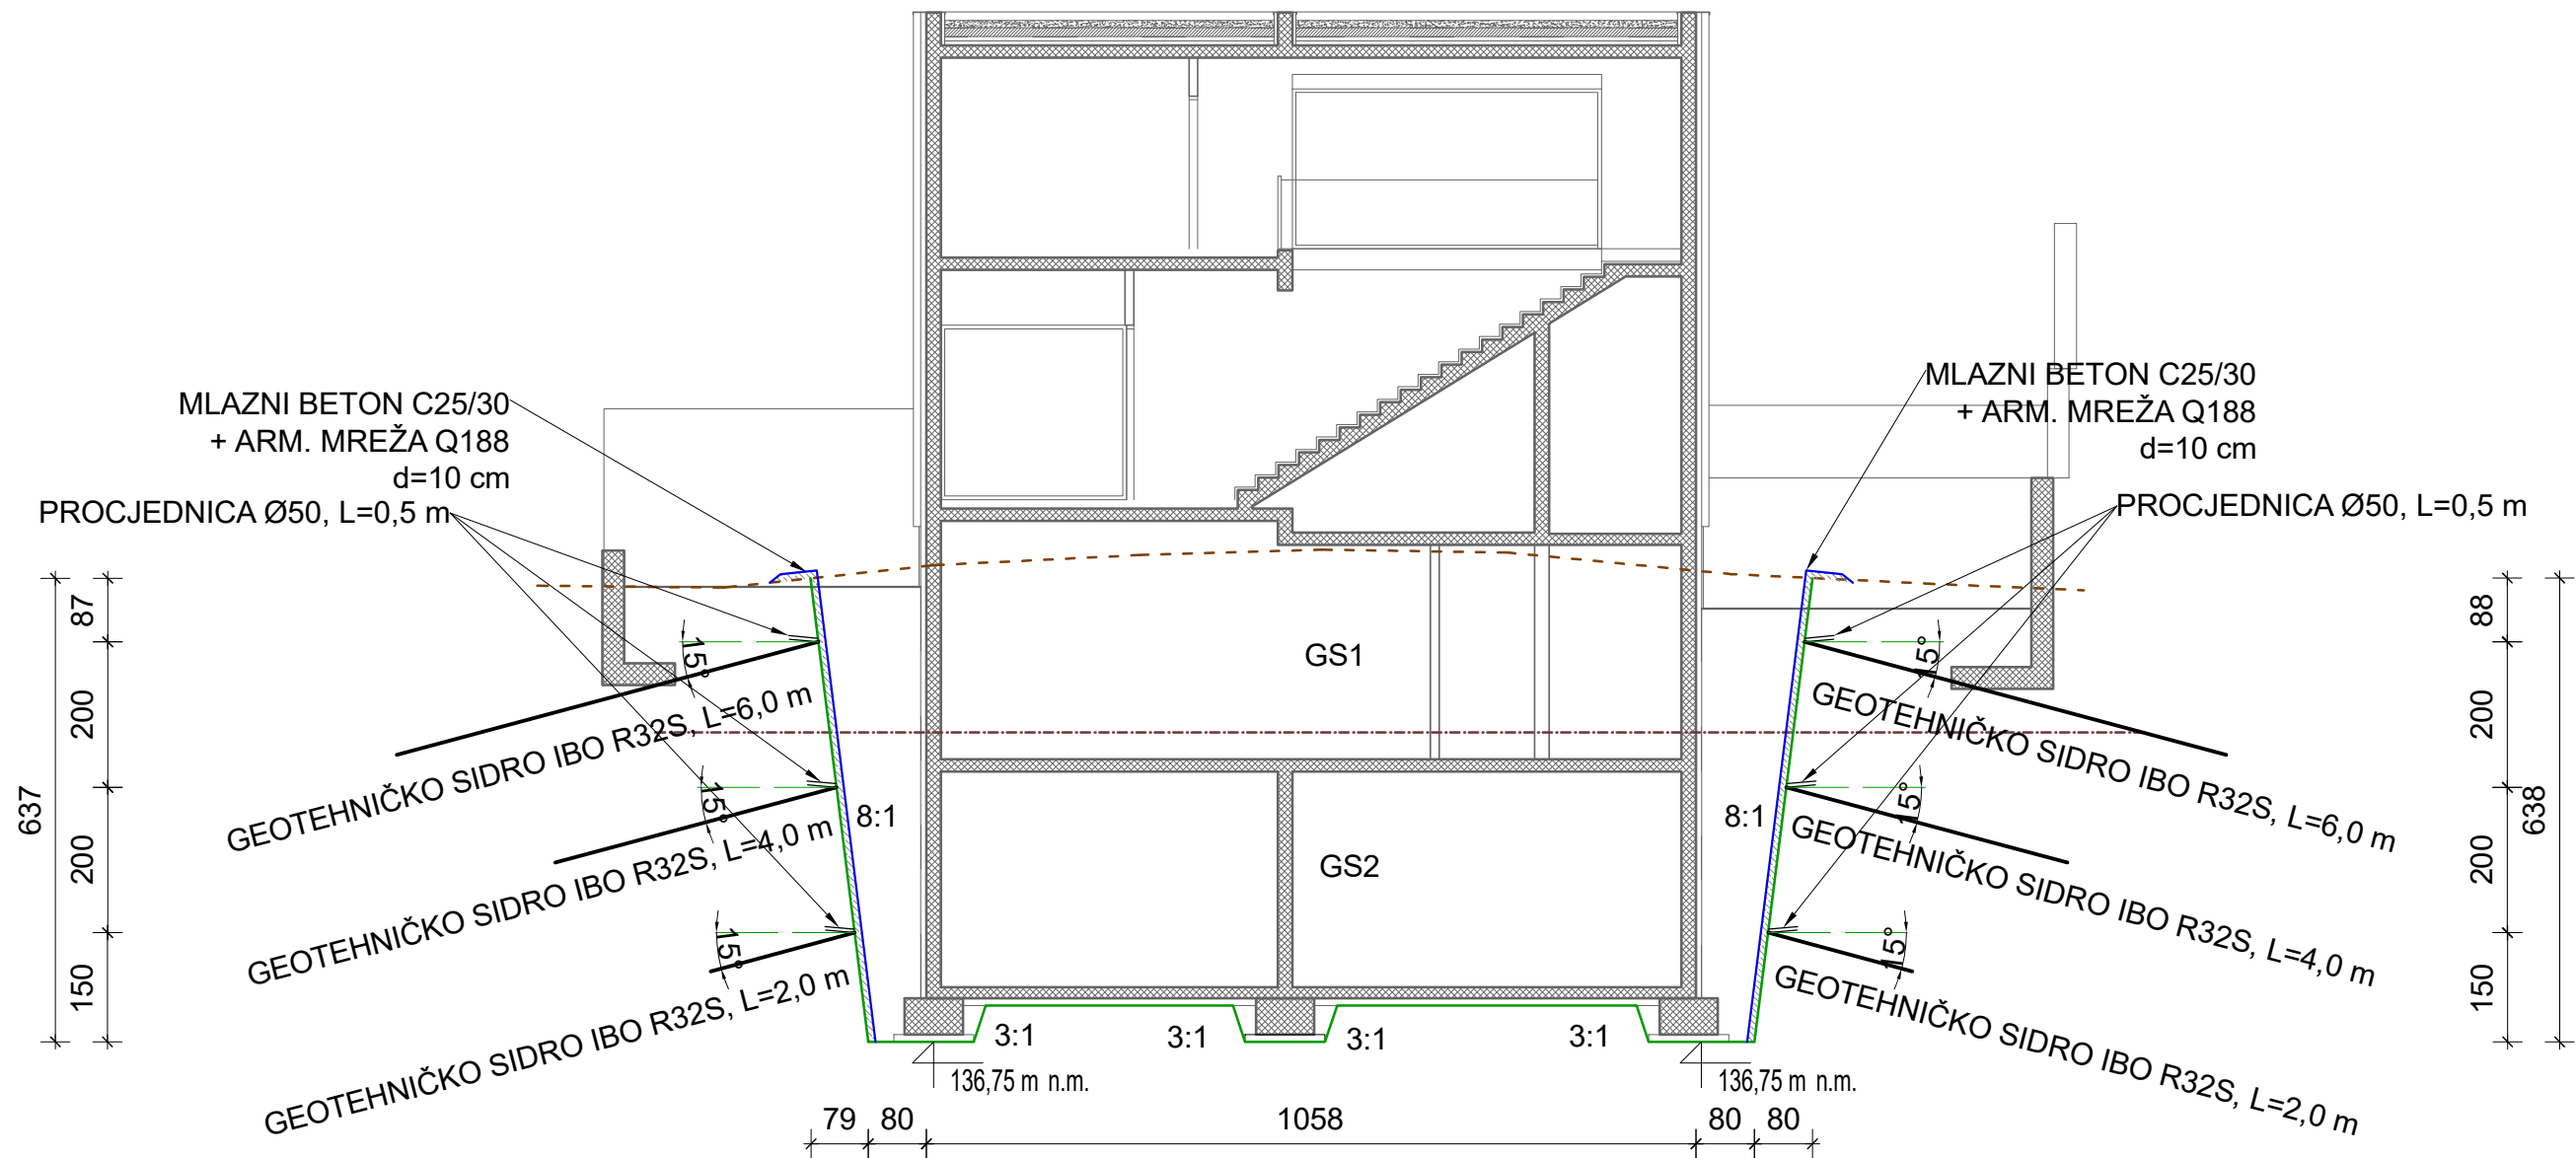 MLAZNI BETON C25/30
+ ARM. MREŽA Q188
d=10 cm
PROCJEDNICA Ø50, L=0,5 m
MLAZNI BETON C25/30
+ ARM. MREŽA Q188
d=10 cm
PROCJEDNICA Ø50, L=0,5 m
637
87
200
200
150
15°
15°
15°
GEOTEHNIČKO SIDRO IBO R32S, L=6,0 m
GEOTEHNIČKO SIDRO IBO R32S, L=4,0 m
GEOTEHNIČKO SIDRO IBO R32S, L=2,0 m
8:1
GS1
GS2
8:1
15°
15°
15°
GEOTEHNIČKO SIDRO IBO R32S, L=6,0 m
GEOTEHNIČKO SIDRO IBO R32S, L=4,0 m
GEOTEHNIČKO SIDRO IBO R32S, L=2,0 m
88
200
200
150
638
3:1
3:1
3:1
3:1
136,75 m n.m.
136,75 m n.m.
79
80
1058
80
80